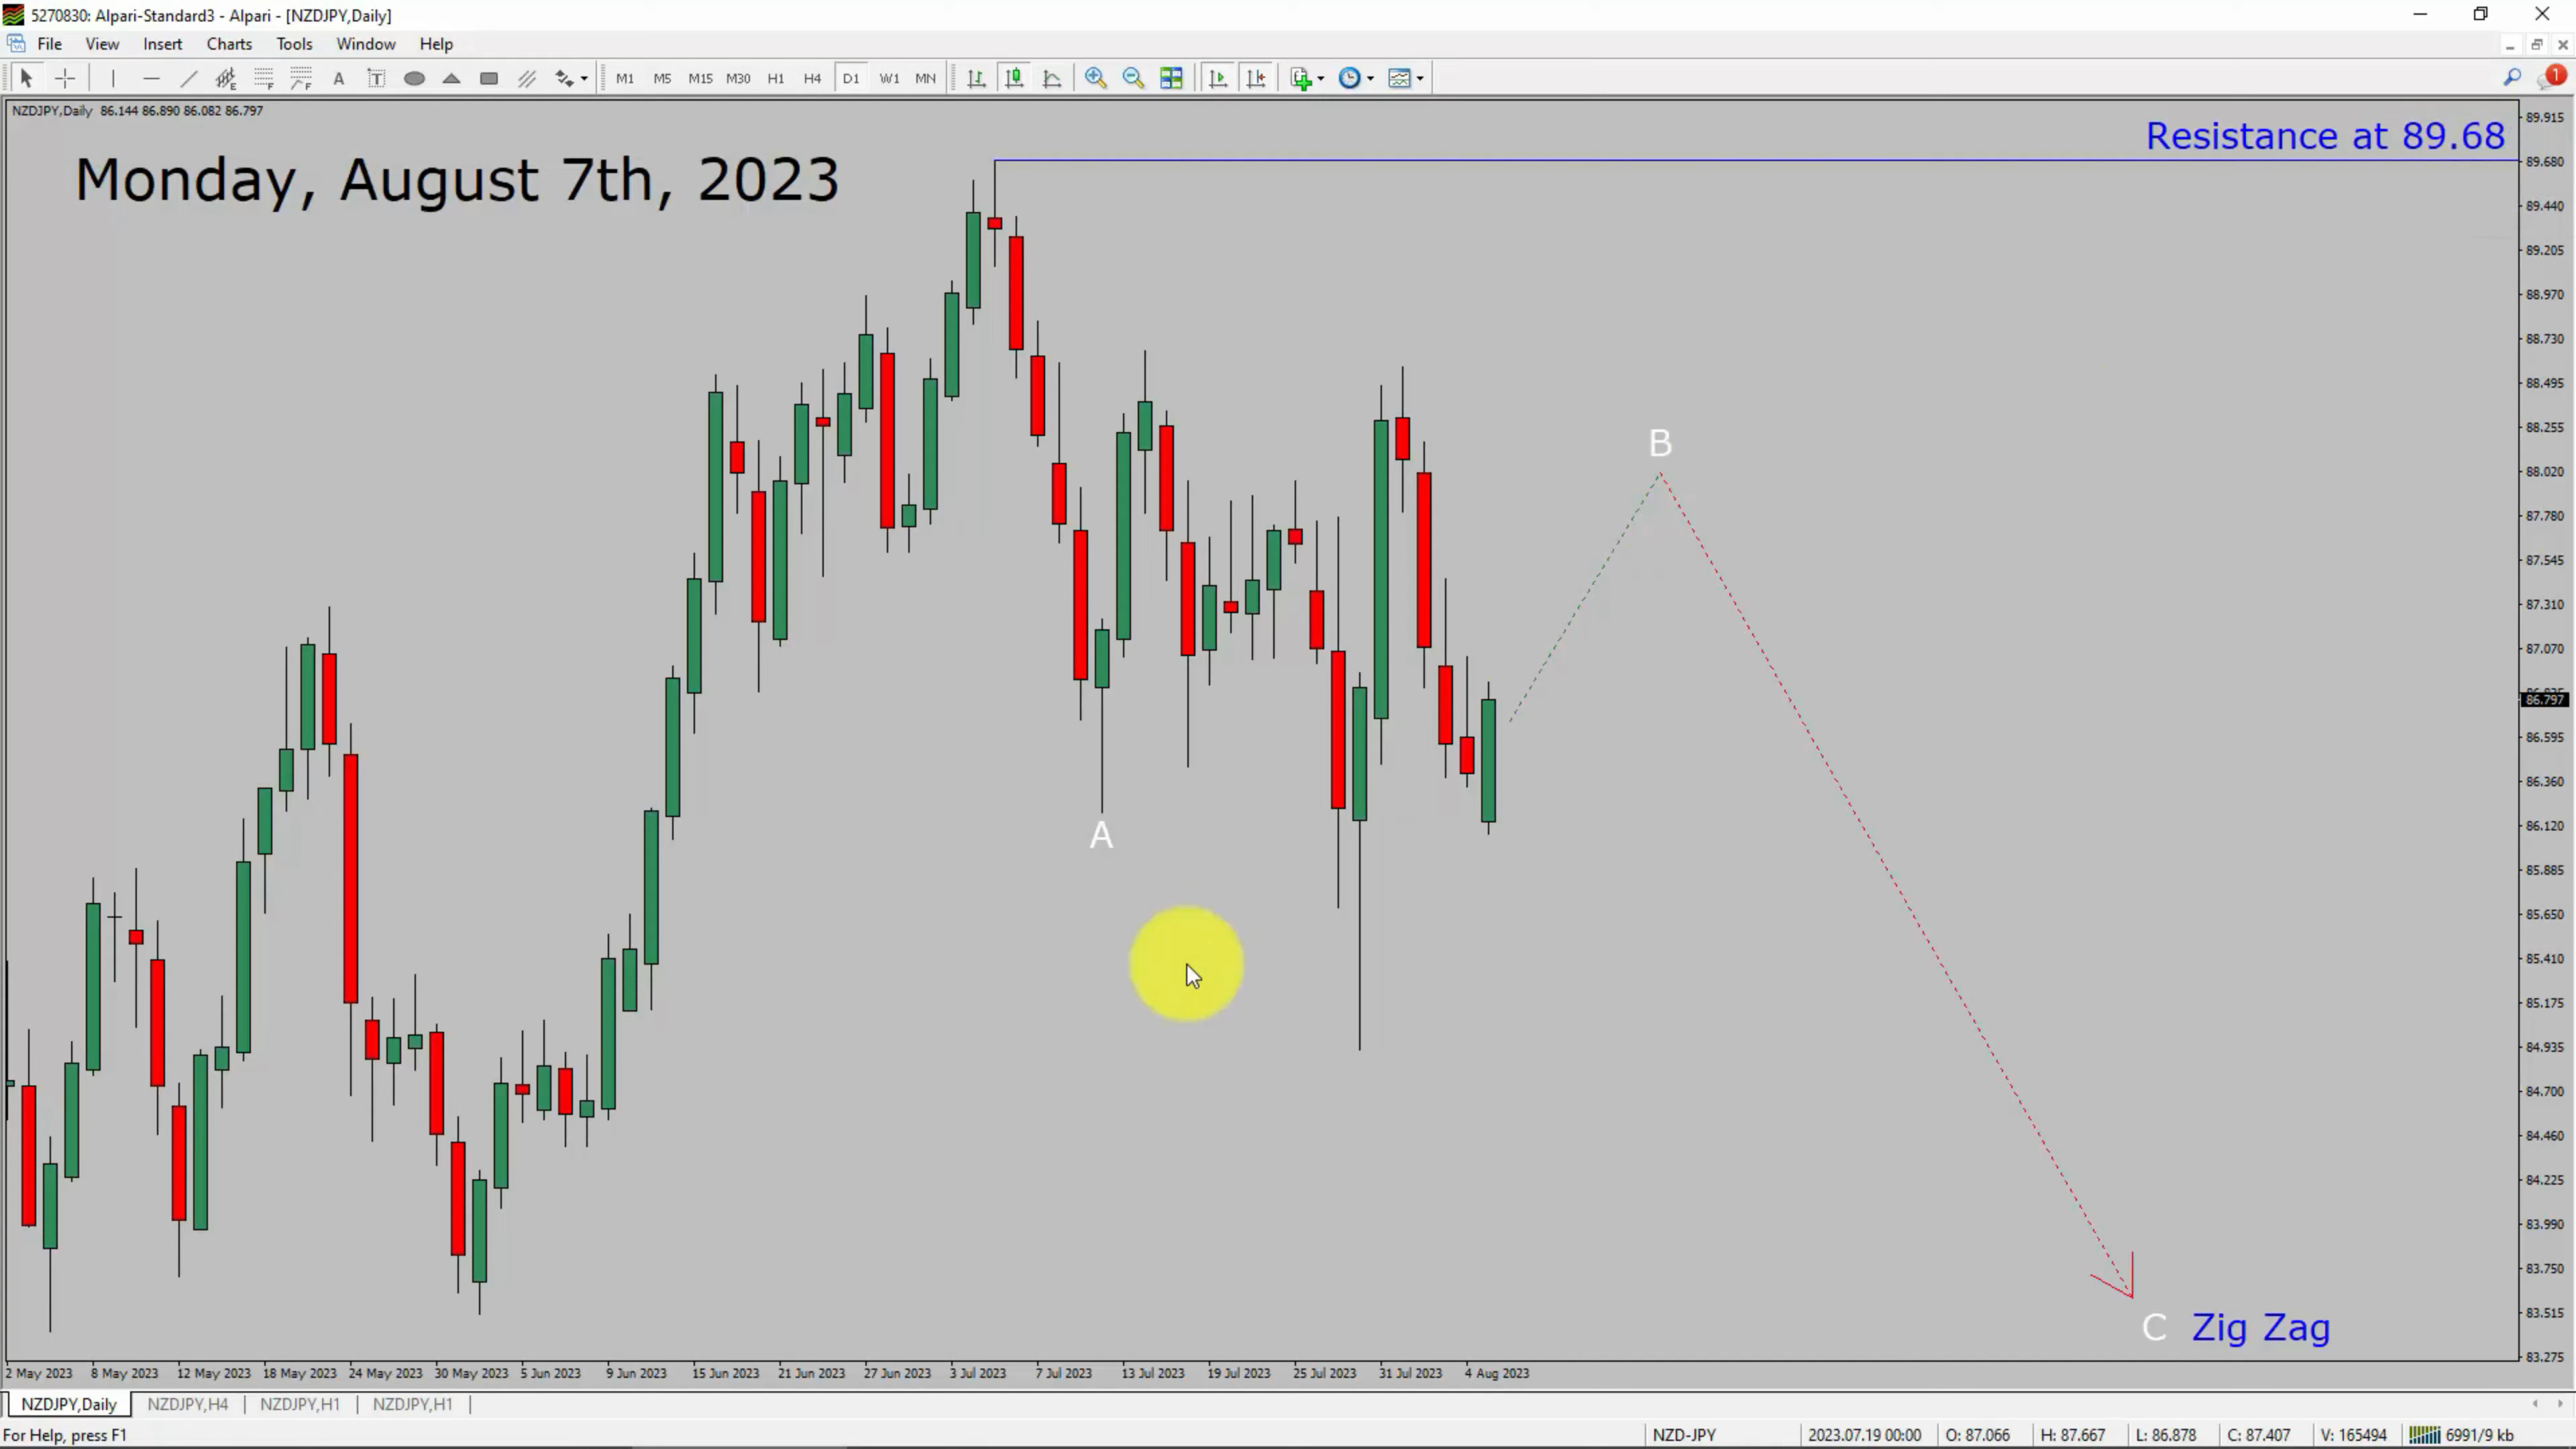 5270830: Alpari-Standard3 - Alpari - [NZDJPY,Daily]
File View Insert Charts Tools Window Help
M1 M5 M15 M30 H1 H4 D1 W1 MN
1
NZDJPY,Daily 86.144 86.890 86.082 86.797
Monday, August 7th, 2023
Resistance at 89.68
89.915
89.680
89.440
89.205
88.970
88.730
88.495
88.255
88.020
87.780
87.545
87.310
87.070
86.797
86.595
86.360
86.120
85.885
85.650
85.410
85.175
84.935
84.700
84.460
84.225
83.990
83.750
83.515
83.275
B
A
C Zig Zag
2 May 2023 8 May 2023 12 May 2023 18 May 2023 24 May 2023 30 May 2023 5 Jun 2023 9 Jun 2023 15 Jun 2023 21 Jun 2023 27 Jun 2023 3 Jul 2023 7 Jul 2023 13 Jul 2023 19 Jul 2023 25 Jul 2023 31 Jul 2023 4 Aug 2023
NZDJPY,Daily NZDJPY,H4 NZDJPY,H1 NZDJPY,H1
For Help, press F1 NZD-JPY 2023.07.19 00:00 O: 87.066 H: 87.667 L: 86.878 C: 87.407 V: 165494 6991/9 kb